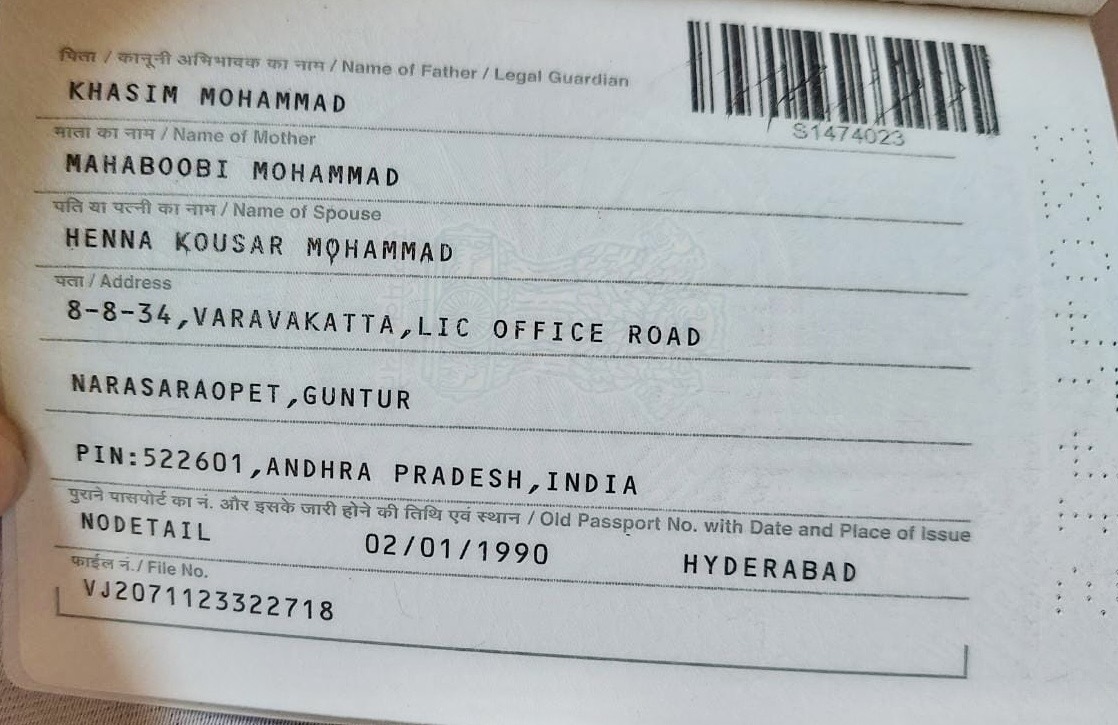 पिता / कानूनी अभिभावक का नाम / Name of Father / Legal Guardian
KHASIM MOHAMMAD
S1474023
माता का नाम / Name of Mother
MAHABOOBI MOHAMMAD
पति या पत्नी का नाम / Name of Spouse
HENNA KOUSAR MOHAMMAD
पता / Address
8-8-34,VARAVAKATTA,LIC OFFICE ROAD
NARASARAOPET,GUNTUR
PIN:522601,ANDHRA PRADESH,INDIA
पुराने पासपोर्ट का नं. और इसके जारी होने की तिथि एवं स्थान / Old Passport No. with Date and Place of Issue
NODETAIL 02/01/1990 HYDERABAD
फाईल नं./ File No.
VJ2071123322718